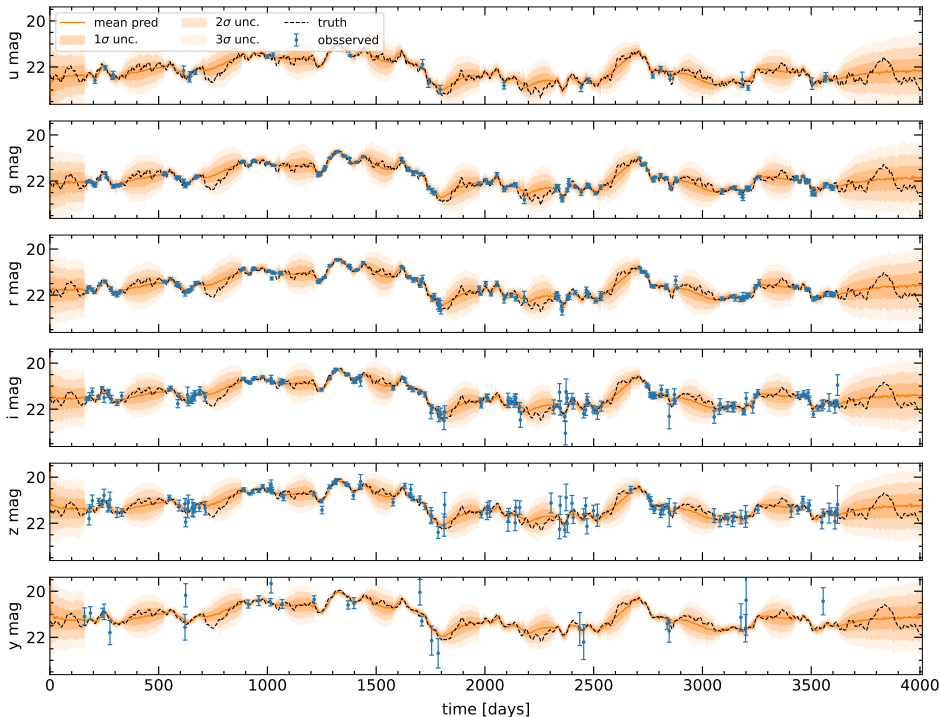 mean pred
1σ unc.
2σ unc.
3σ unc.
truth
obsserved
20
22
u mag
20
22
g mag
20
22
r mag
20
22
i mag
20
22
z mag
20
22
y mag
0 500 1000 1500 2000 2500 3000 3500 4000
time [days]